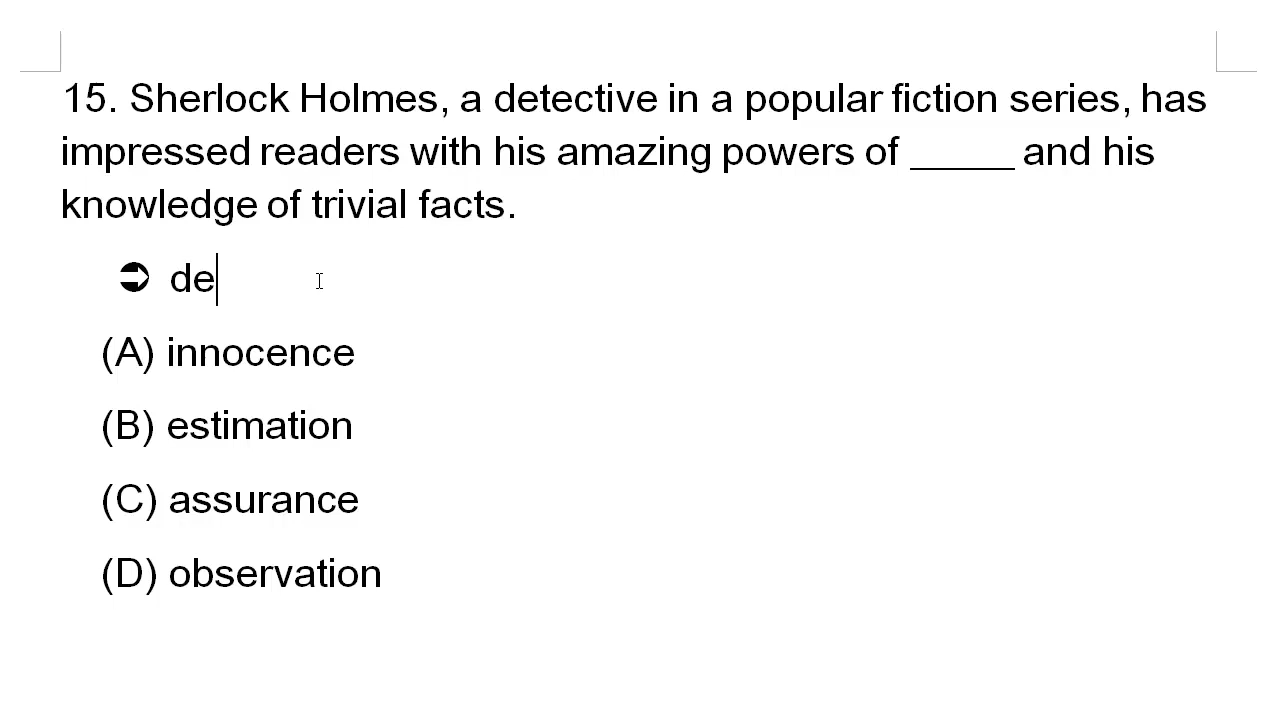 15. Sherlock Holmes, a detective in a popular fiction series, has
impressed readers with his amazing powers of _____ and his
knowledge of trivial facts.
➲ de
(A) innocence
(B) estimation
(C) assurance
(D) observation